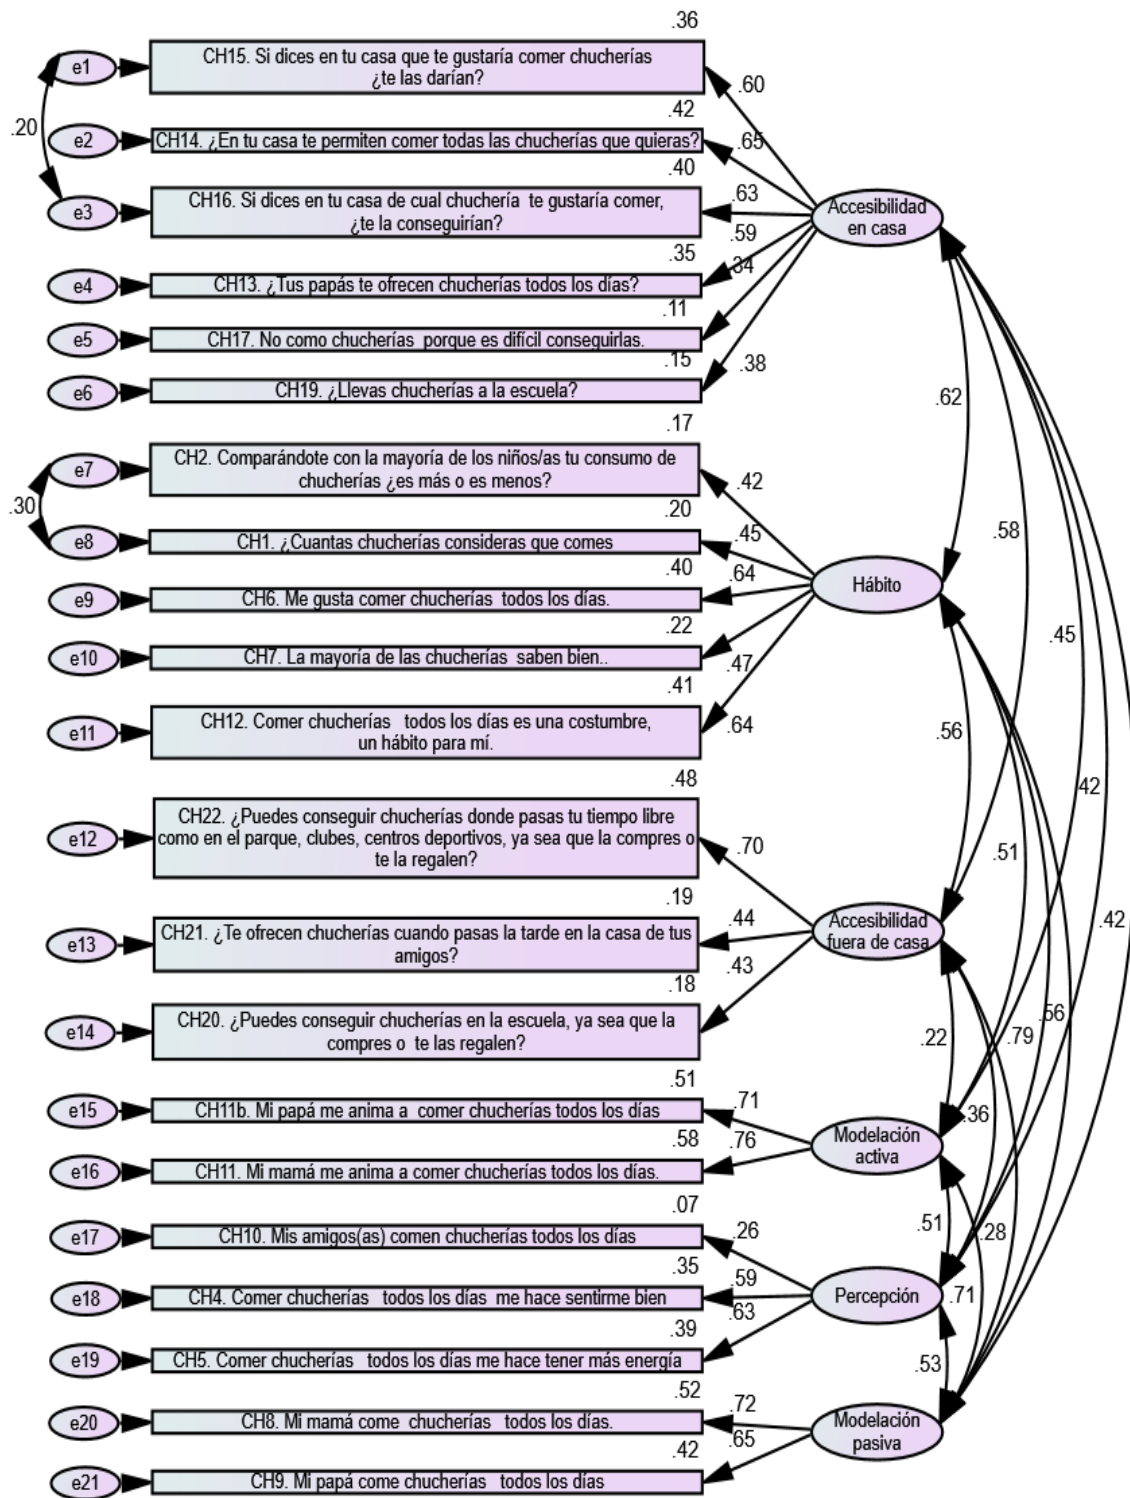 .36
e1
CH15. Si dices en tu casa que te gustaría comer chucherías
¿te las darían?
.60
.20
.42
e2
CH14. ¿En tu casa te permiten comer todas las chucherías que quieras?
.65
.40
e3
CH16. Si dices en tu casa de cual chuchería te gustaría comer,
¿te la conseguirían?
.63
Accesibilidad
en casa
.59
.35
.34
e4
CH13. ¿Tus papás te ofrecen chucherías todos los días?
.11
e5
CH17. No como chucherías porque es difícil conseguirlas.
.15
.38
e6
CH19. ¿Llevas chucherías a la escuela?
.62
.17
e7
CH2. Comparándote con la mayoría de los niños/as tu consumo de
chucherías ¿es más o es menos?
.42
.30
.20
.58
e8
CH1. ¿Cuantas chucherías consideras que comes
.45
.40
.64
Hábito
e9
CH6. Me gusta comer chucherías todos los días.
.22
.45
e10
CH7. La mayoría de las chucherías saben bien..
.47
.41
e11
CH12. Comer chucherías todos los días es una costumbre,
un hábito para mí.
.64
.56
.48
42
e12
CH22. ¿Puedes conseguir chucherías donde pasas tu tiempo libre
como en el parque, clubes, centros deportivos, ya sea que la compres o
te la regalen?
.70
.51
.19
e13
CH21. ¿Te ofrecen chucherías cuando pasas la tarde en la casa de tus
amigos?
.44
Accesibilidad
fuera de casa
.42
.43
.18
e14
CH20. ¿Puedes conseguir chucherías en la escuela, ya sea que la
compres o te las regalen?
.22
.79
.56
.51
e15
CH11b. Mi papá me anima a comer chucherías todos los días
.71
.36
.58
.76
Modelación
activa
e16
CH11. Mi mamá me anima a comer chucherías todos los días.
.07
e17
CH10. Mis amigos(as) comen chucherías todos los días
.26
.51
.28
.35
.59
e18
CH4. Comer chucherías todos los días me hace sentirme bien
.63
Percepción
.71
.39
e19
CH5. Comer chucherías todos los días me hace tener más energía
.53
.52
e20
CH8. Mi mamá come chucherías todos los días.
.72
.42
.65
Modelación
pasiva
e21
CH9. Mi papá come chucherías todos los días